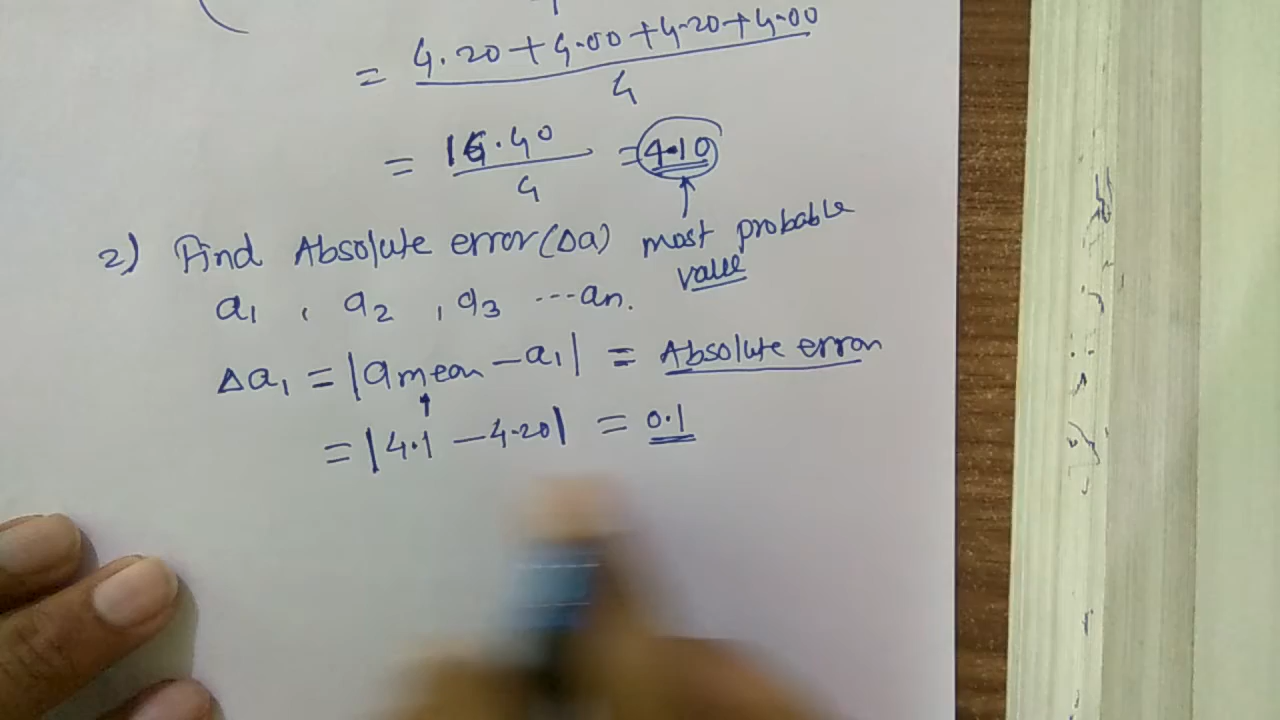 = 4.20+4.00+4.20+4.00
4
= 16.40 = 4.10
4
2) Find Absolute error (Δa) most probable
value
a1 , a2 , a3 ---an.
Δa1 = |amean - a1| = Absolute error
= |4.1 - 4.20| = 0.1